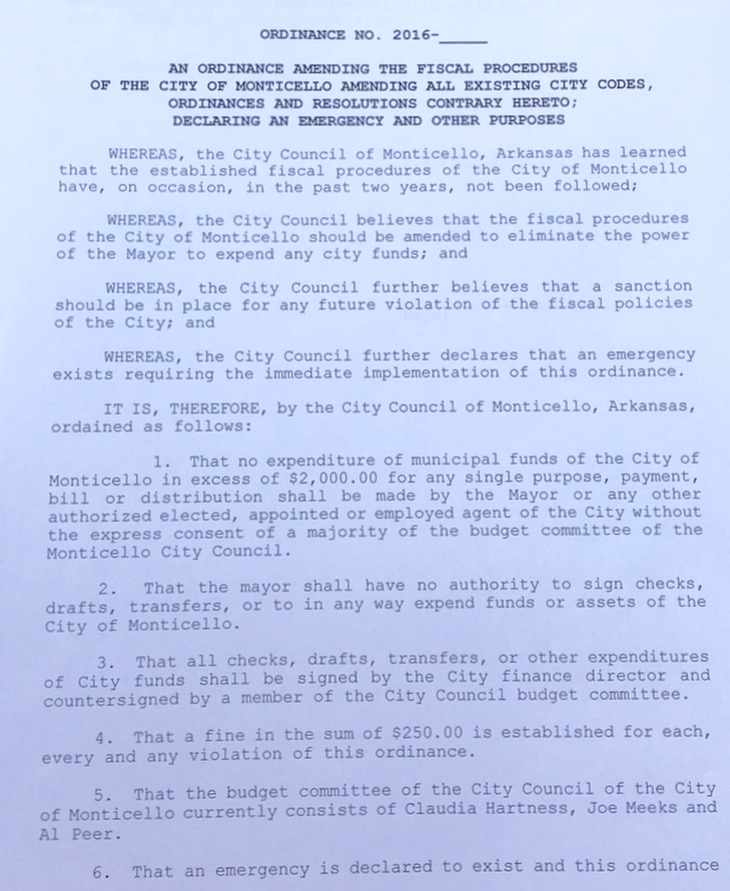 ORDINANCE NO. 2016-_____
AN ORDINANCE AMENDING THE FISCAL PROCEDURES
OF THE CITY OF MONTICELLO AMENDING ALL EXISTING CITY CODES,
ORDINANCES AND RESOLUTIONS CONTRARY HERETO;
DECLARING AN EMERGENCY AND OTHER PURPOSES
WHEREAS, the City Council of Monticello, Arkansas has learned
that the established fiscal procedures of the City of Monticello
have, on occasion, in the past two years, not been followed;
WHEREAS, the City Council believes that the fiscal procedures
of the City of Monticello should be amended to eliminate the power
of the Mayor to expend any city funds; and
WHEREAS, the City Council further believes that a sanction
should be in place for any future violation of the fiscal policies
of the City; and
WHEREAS, the City Council further declares that an emergency
exists requiring the immediate implementation of this ordinance.
IT IS, THEREFORE, by the City Council of Monticello, Arkansas,
ordained as follows:
1. That no expenditure of municipal funds of the City of
Monticello in excess of $2,000.00 for any single purpose, payment,
bill or distribution shall be made by the Mayor or any other
authorized elected, appointed or employed agent of the City without
the express consent of a majority of the budget committee of the
Monticello City Council.
2. That the mayor shall have no authority to sign checks,
drafts, transfers, or to in any way expend funds or assets of the
City of Monticello.
3. That all checks, drafts, transfers, or other expenditures
of City funds shall be signed by the City finance director and
countersigned by a member of the City Council budget committee.
4. That a fine in the sum of $250.00 is established for each,
every and any violation of this ordinance.
5. That the budget committee of the City Council of the City
of Monticello currently consists of Claudia Hartness, Joe Meeks and
Al Peer.
6. That an emergency is declared to exist and this ordinance